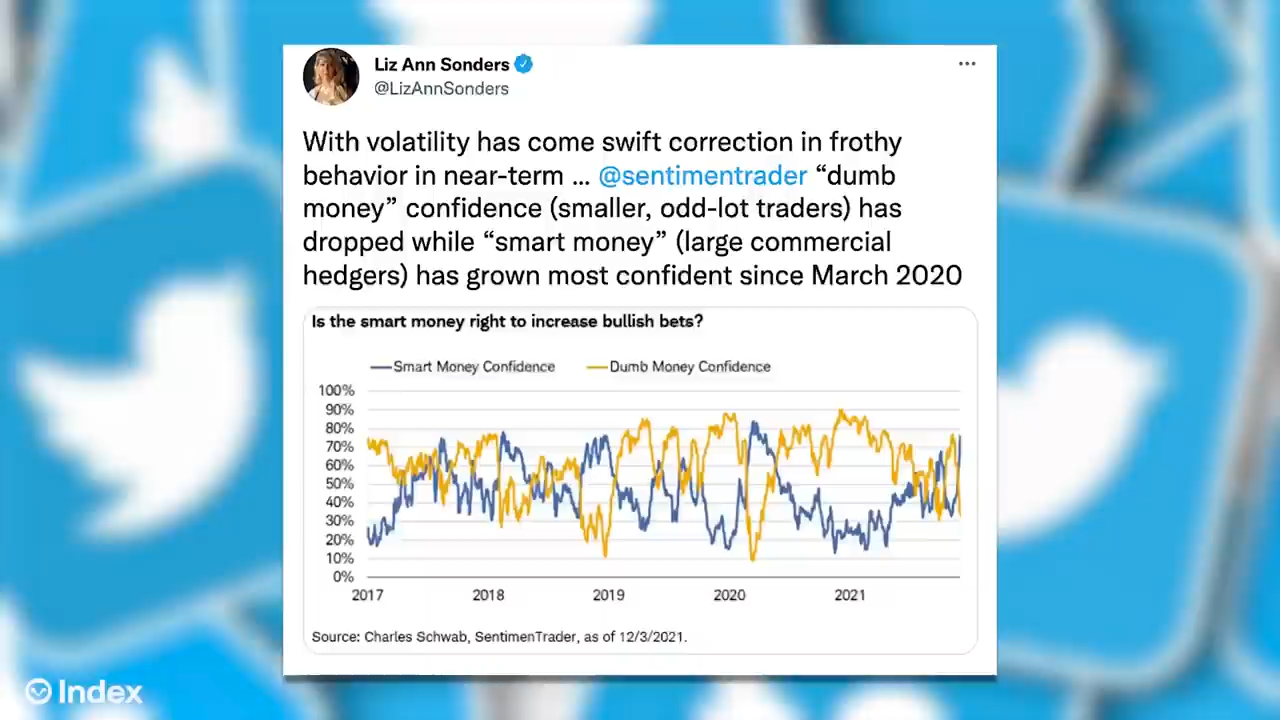 Liz Ann Sonders
@LizAnnSonders
With volatility has come swift correction in frothy
behavior in near-term ... @sentimentrader “dumb
money” confidence (smaller, odd-lot traders) has
dropped while “smart money” (large commercial
hedgers) has grown most confident since March 2020
Is the smart money right to increase bullish bets?
Smart Money Confidence
Dumb Money Confidence
100%
90%
80%
70%
60%
50%
40%
30%
20%
10%
0%
2017 2018 2019 2020 2021
Source: Charles Schwab, SentimenTrader, as of 12/3/2021.
Index